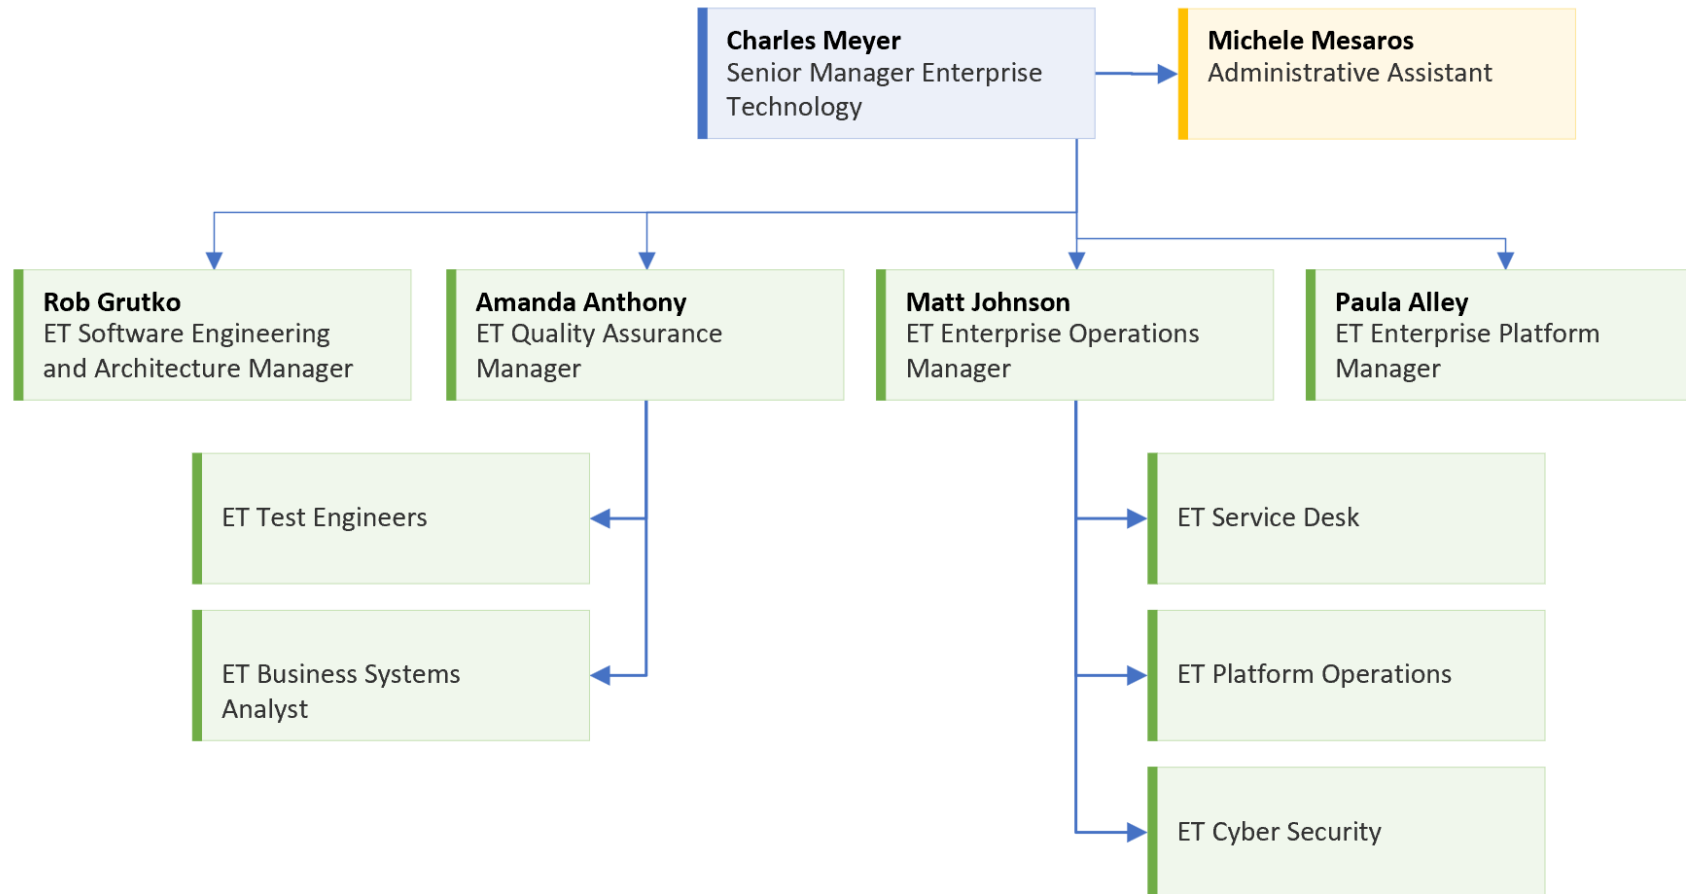 Charles Meyer
Senior Manager Enterprise
Technology
Michele Mesaros
Administrative Assistant
Rob Grutko
ET Software Engineering
and Architecture Manager
Amanda Anthony
ET Quality Assurance
Manager
Matt Johnson
ET Enterprise Operations
Manager
Paula Alley
ET Enterprise Platform
Manager
ET Test Engineers
ET Service Desk
ET Business Systems
Analyst
ET Platform Operations
ET Cyber Security